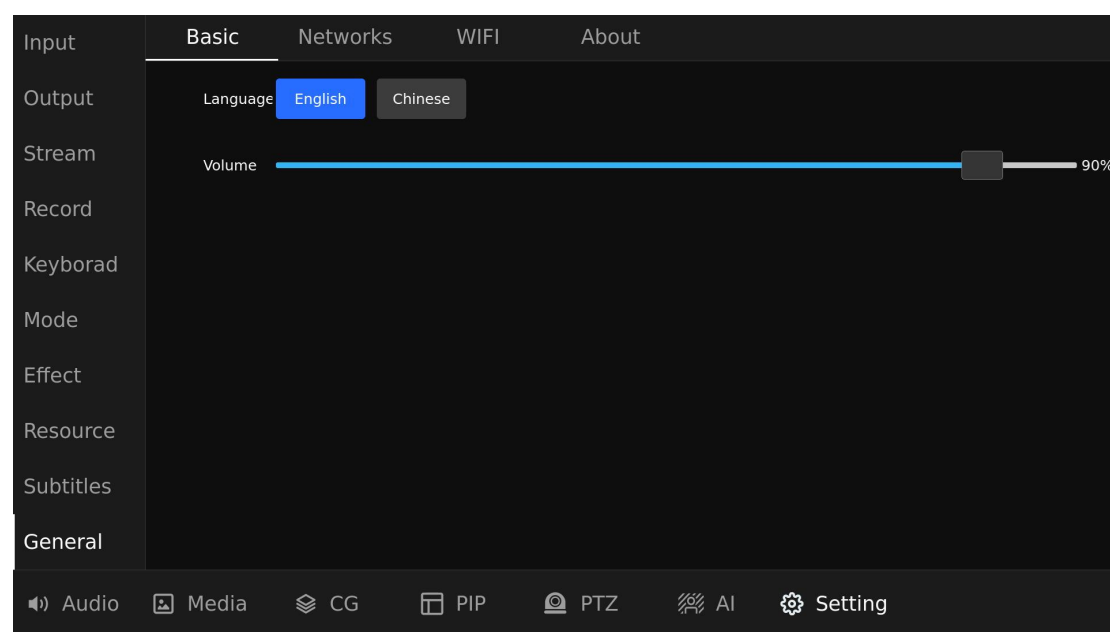 Input
Output
Stream
Record
Keyborad
Mode
Effect
Resource
Subtitles
General
Basic Networks WIFI About
Language English Chinese
Volume 90%
Audio Media CG PIP PTZ AI Setting